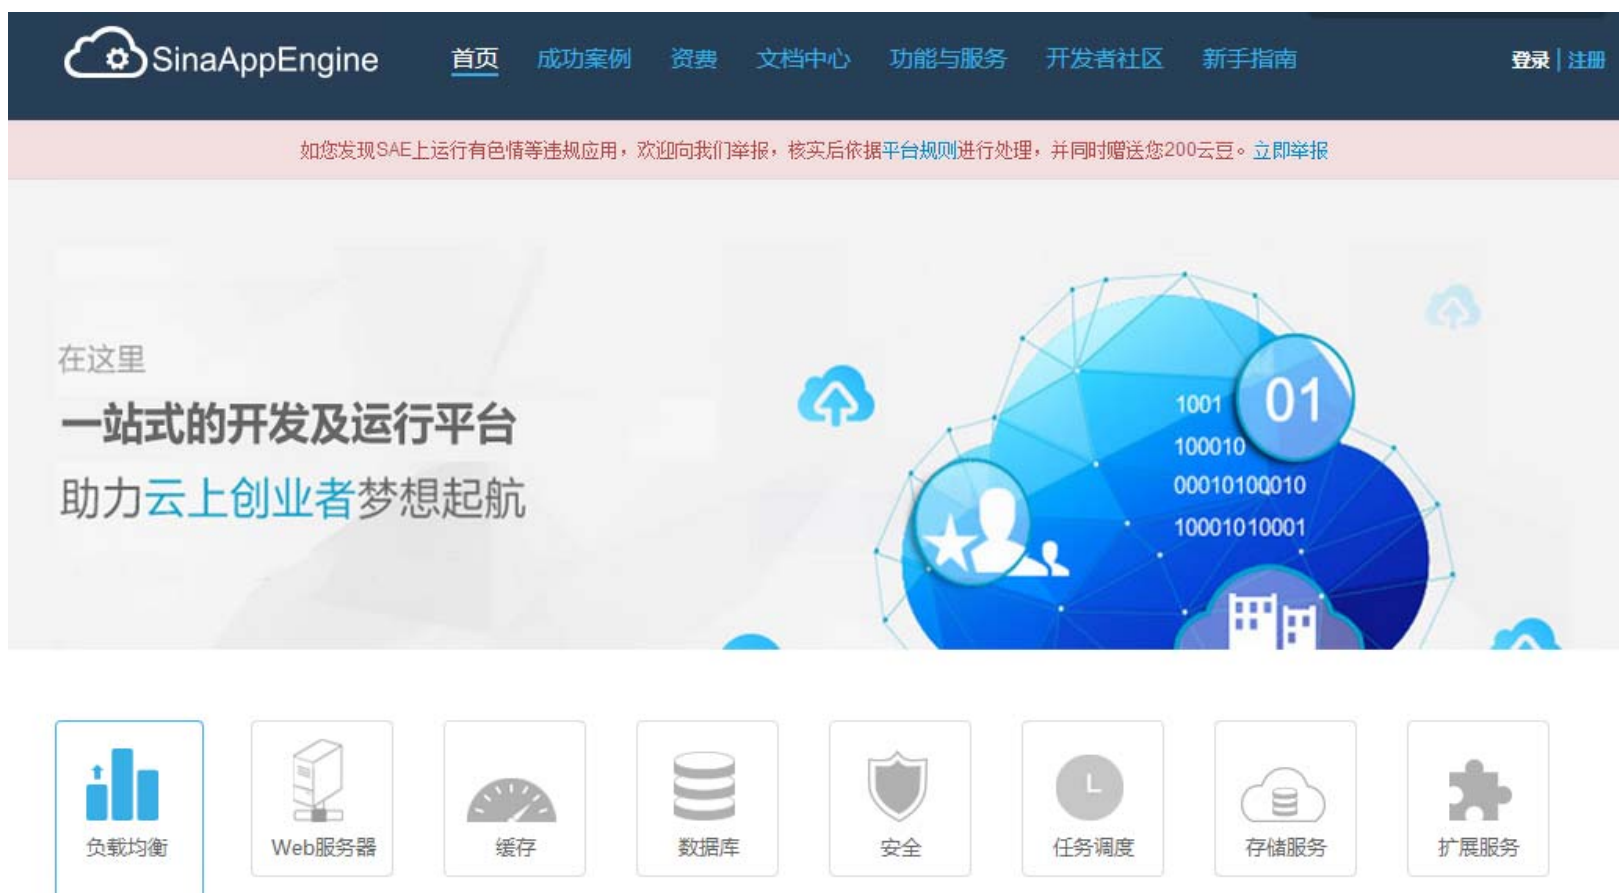 SinaAppEngine 首页 成功案例 资费 文档中心 功能与服务 开发者社区 新手指南 登录 | 注册
如您发现SAE上运行有色情等违规应用，欢迎向我们举报，核实后依据平台规则进行处理，并同时赠送您200云豆。立即举报
在这里
一站式的开发及运行平台
助力云上创业者梦想起航
01
1001
100010
00010100010
10001010001
负载均衡 Web服务器 缓存 数据库 安全 任务调度 存储服务 扩展服务